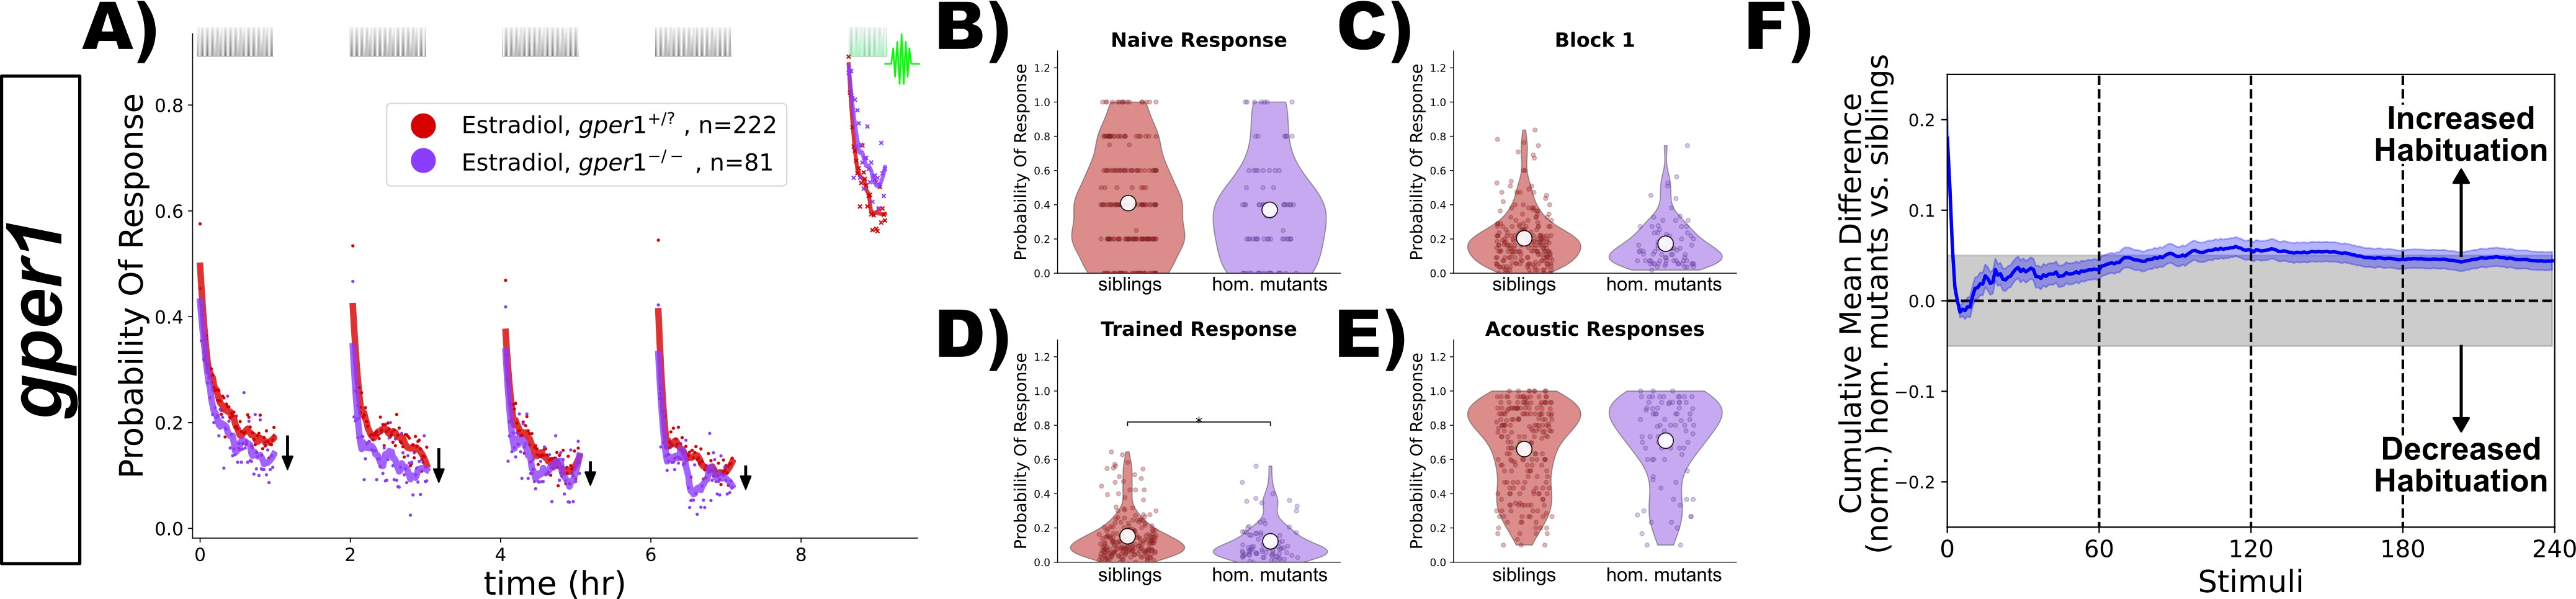 gper1
A)
Probability Of Response
0.8
0.6
0.4
0.2
0.0
0
2
4
6
8
time (hr)
Estradiol, gper1+/? , n=222
Estradiol, gper1−/− , n=81
B)
Naive Response
Probability Of Response
1.2
1.0
0.8
0.6
0.4
0.2
0.0
siblings
hom. mutants
C)
Block 1
Probability Of Response
1.2
1.0
0.8
0.6
0.4
0.2
0.0
siblings
hom. mutants
D)
Trained Response
Probability Of Response
1.2
1.0
0.8
0.6
0.4
0.2
0.0
*
siblings
hom. mutants
E)
Acoustic Responses
Probability Of Response
1.2
1.0
0.8
0.6
0.4
0.2
0.0
siblings
hom. mutants
F)
Cumulative Mean Difference
(norm.) hom. mutants vs. siblings
0.2
0.1
0.0
−0.1
−0.2
Increased
Habituation
Decreased
Habituation
0
60
120
180
240
Stimuli